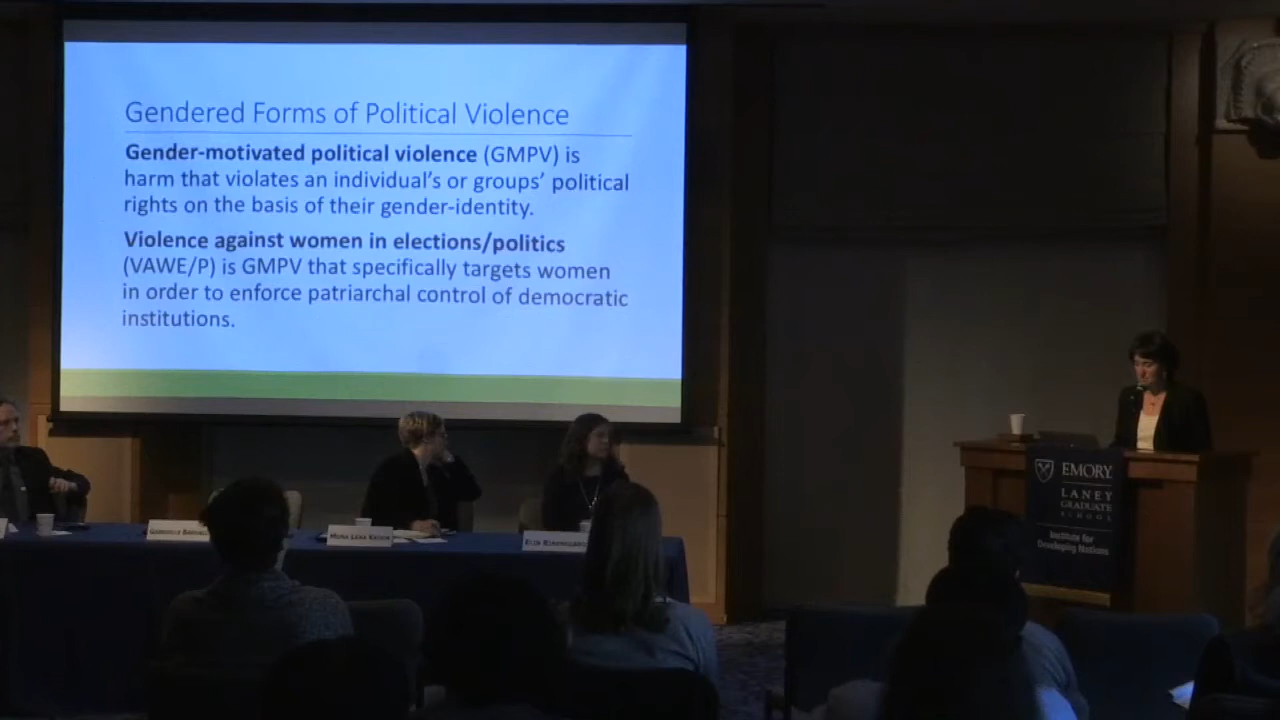 Gendered Forms of Political Violence
Gender-motivated political violence (GMPV) is
harm that violates an individual's or groups' political
rights on the basis of their gender-identity.
Violence against women in elections/politics
(VAWE/P) is GMPV that specifically targets women
in order to enforce patriarchal control of democratic
institutions.
EMORY
LANEY
GRADUATE
SCHOOL
Institute for
Developing Nations
MONA LENA KROOK